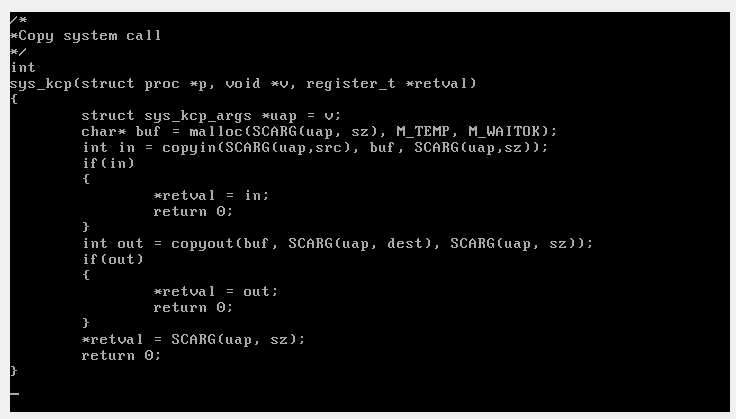 /*
*Copy system call
*/
int
sys_kcp(struct proc *p, void *v, register_t *retval)
{
        struct sys_kcp_args *uap = v;
        char* buf = malloc(SCARG(uap, sz), M_TEMP, M_WAITOK);
        int in = copyin(SCARG(uap,src), buf, SCARG(uap,sz));
        if(in)
        {
                *retval = in;
                return 0;
        }
        int out = copyout(buf, SCARG(uap, dest), SCARG(uap, sz));
        if(out)
        {
                *retval = out;
                return 0;
        }
        *retval = SCARG(uap, sz);
        return 0;
}